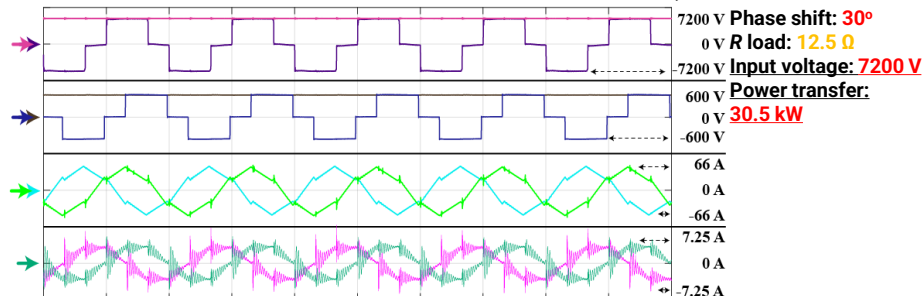 7200 V
0 V
-7200 V
600 V
0 V
-600 V
66 A
0 A
-66 A
7.25 A
0 A
-7.25 A
Phase shift: 30º
R load: 12.5 Ω
Input voltage: 7200 V
Power transfer:
30.5 kW